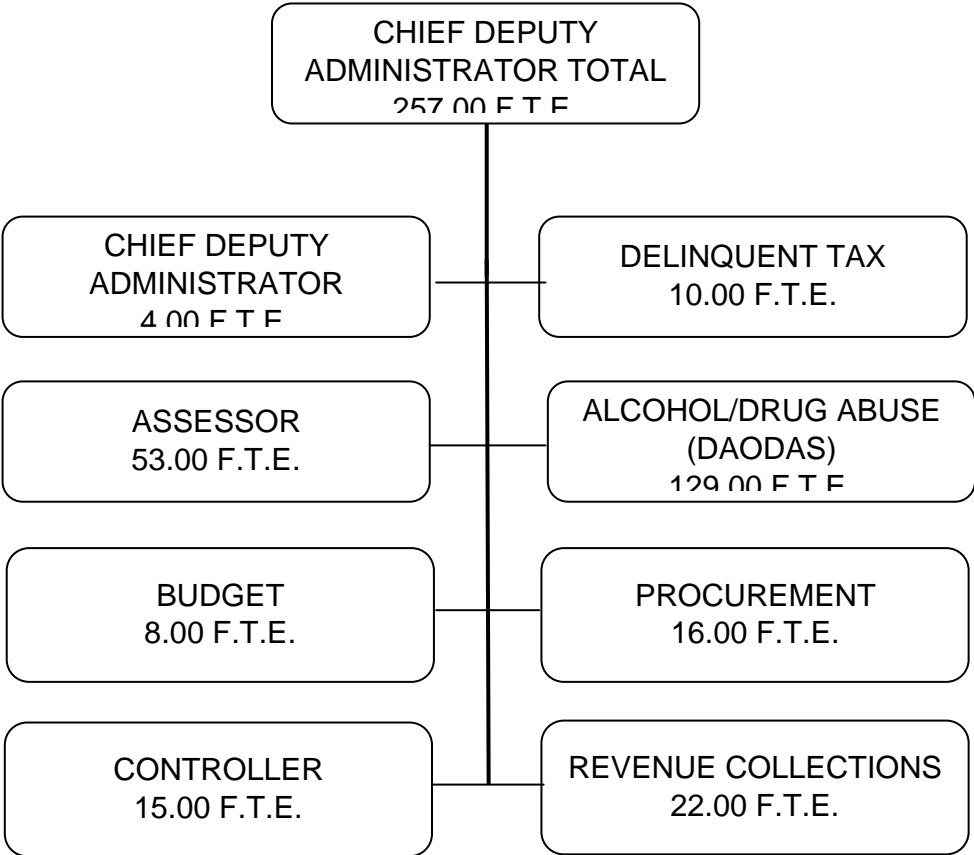 CHIEF DEPUTY
ADMINISTRATOR TOTAL
257.00 F.T.E.
CHIEF DEPUTY
ADMINISTRATOR
4.00 F.T.E.
DELINQUENT TAX
10.00 F.T.E.
ASSESSOR
53.00 F.T.E.
ALCOHOL/DRUG ABUSE
(DAODAS)
129.00 F.T.E.
BUDGET
8.00 F.T.E.
PROCUREMENT
16.00 F.T.E.
CONTROLLER
15.00 F.T.E.
REVENUE COLLECTIONS
22.00 F.T.E.